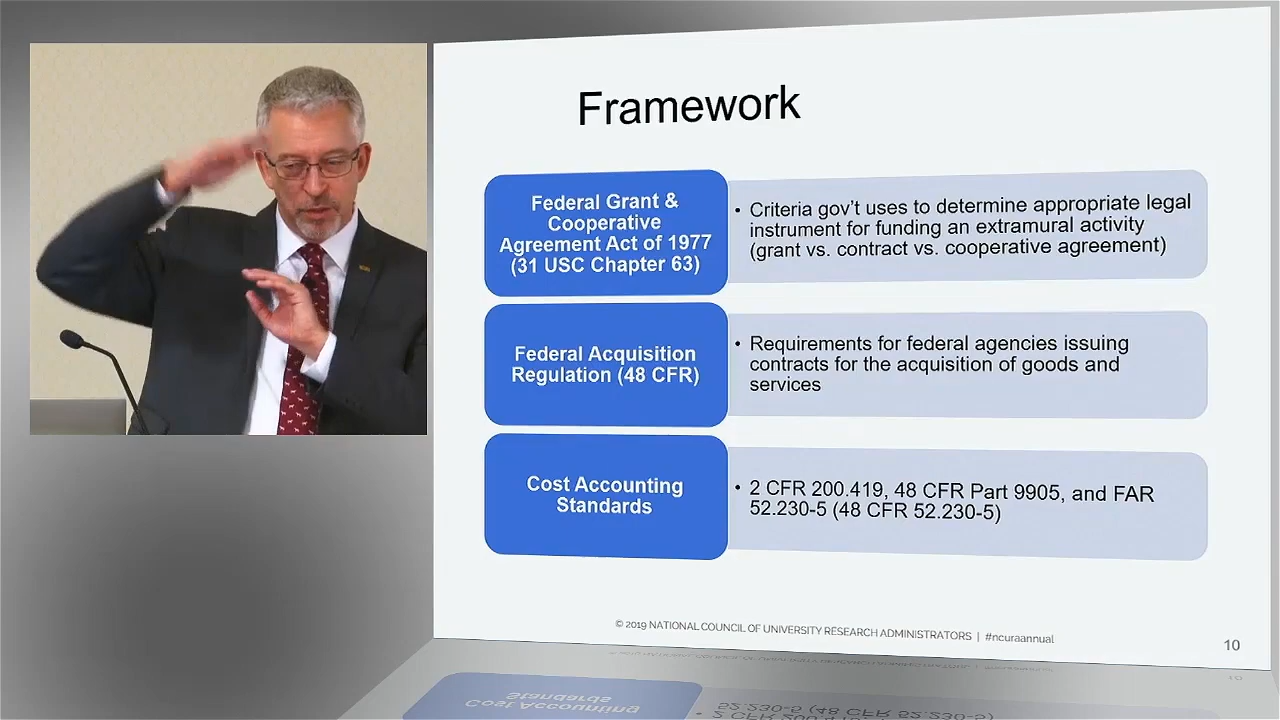 Framework
Federal Grant &
Cooperative
Agreement Act of 1977
(31 USC Chapter 63)
• Criteria gov't uses to determine appropriate legal
instrument for funding an extramural activity
(grant vs. contract vs. cooperative agreement)
Federal Acquisition
Regulation (48 CFR)
• Requirements for federal agencies issuing
contracts for the acquisition of goods and
services
Cost Accounting
Standards
• 2 CFR 200.419, 48 CFR Part 9905, and FAR
52.230-5 (48 CFR 52.230-5)
© 2019 NATIONAL COUNCIL OF UNIVERSITY RESEARCH ADMINISTRATORS | #ncuraannual
10